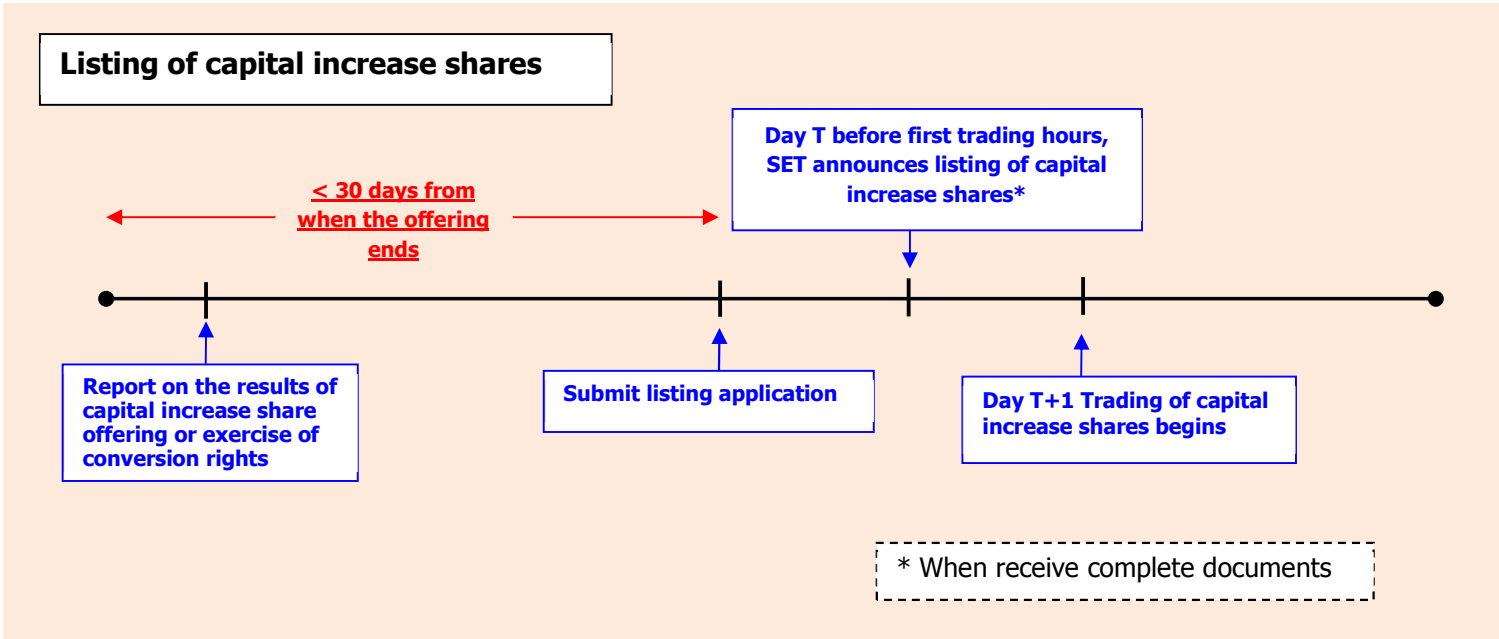 Listing of capital increase shares
Day T before first trading hours,
SET announces listing of capital
increase shares*
< 30 days from
when the offering
ends
Report on the results of
capital increase share
offering or exercise of
conversion rights
Submit listing application
Day T+1 Trading of capital
increase shares begins
* When receive complete documents